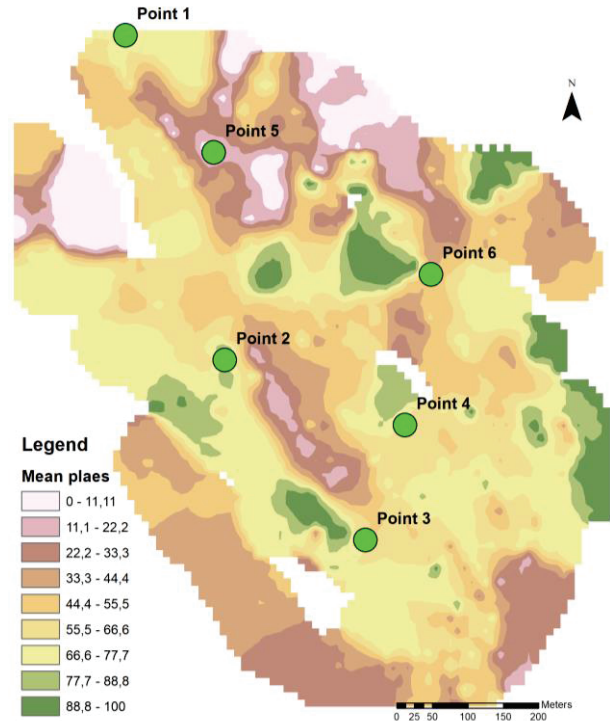 Point 1
N
Point 5
Point 6
Point 2
Point 4
Point 3
Legend
Mean plaes
0 - 11,11
11,1 - 22,2
22,2 - 33,3
33,3 - 44,4
44,4 - 55,5
55,5 - 66,6
66,6 - 77,7
77,7 - 88,8
88,8 - 100
Meters
0 25 50 100 150 200